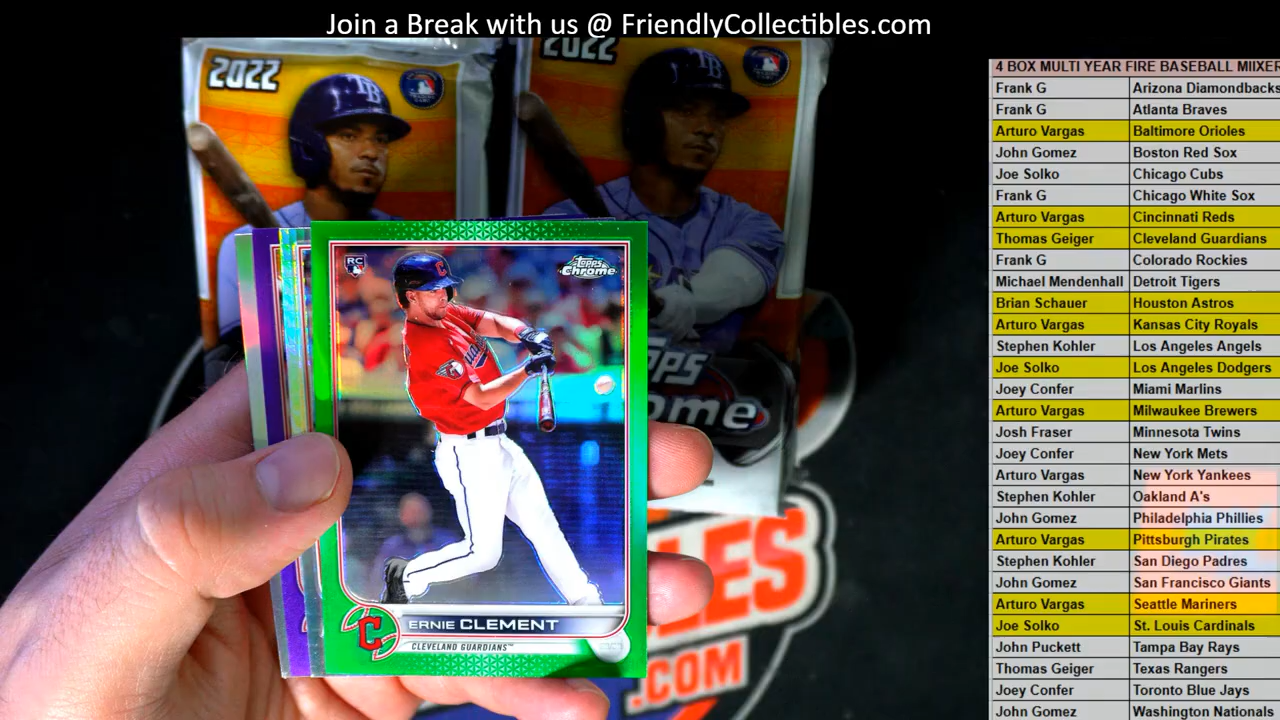 Join a Break with us @ FriendlyCollectibles.com
2022
2022
TB
TB
4 BOX MULTI YEAR FIRE BASEBALL MIIXER
Frank G Arizona Diamondbacks
Frank G Atlanta Braves
Arturo Vargas Baltimore Orioles
John Gomez Boston Red Sox
Joe Solko Chicago Cubs
Frank G Chicago White Sox
Arturo Vargas Cincinnati Reds
Thomas Geiger Cleveland Guardians
Frank G Colorado Rockies
Michael Mendenhall Detroit Tigers
Brian Schauer Houston Astros
Arturo Vargas Kansas City Royals
Stephen Kohler Los Angeles Angels
Joe Solko Los Angeles Dodgers
Joey Confer Miami Marlins
Arturo Vargas Milwaukee Brewers
Josh Fraser Minnesota Twins
Joey Confer New York Mets
Arturo Vargas New York Yankees
Stephen Kohler Oakland A's
John Gomez Philadelphia Phillies
Arturo Vargas Pittsburgh Pirates
Stephen Kohler San Diego Padres
John Gomez San Francisco Giants
Arturo Vargas Seattle Mariners
Joe Solko St. Louis Cardinals
John Puckett Tampa Bay Rays
Thomas Geiger Texas Rangers
Joey Confer Toronto Blue Jays
John Gomez Washington Nationals
RC
Topps
Chrome
C
C
ERNIE CLEMENT
CLEVELAND GUARDIANS™
pps
me
LES
.COM